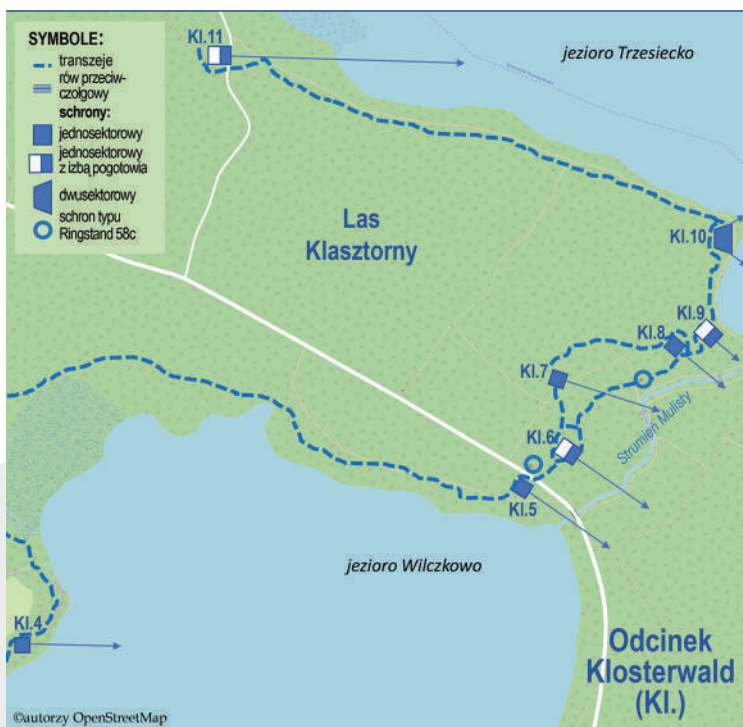 SYMBOLE:
transzeje
rów przeciw-
czołgowy
schrony:
jednosektorowy
jednosektorowy
z izbą pogotowia
dwusektorowy
schron typu
Ringstand 58c
Kl.11
jezioro Trzesiecko
Las
Klasztorny
Kl.10
Kl.9
Kl.8
Kl.7
Strumień Mulisty
Kl.6
Kl.5
jezioro Wilczkowo
Kl.4
Odcinek
Klosterwald
(Kl.)
©autorzy OpenStreetMap